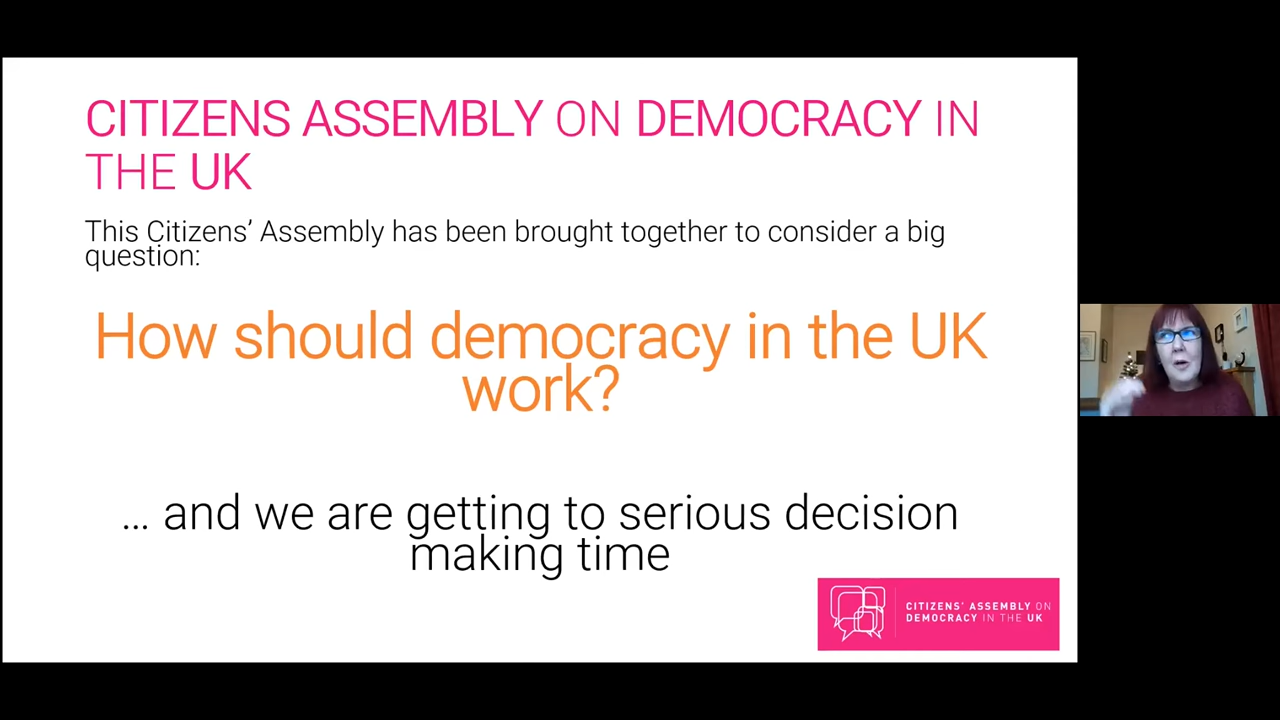 CITIZENS ASSEMBLY ON DEMOCRACY IN
THE UK
This Citizens’ Assembly has been brought together to consider a big
question:
How should democracy in the UK
work?
... and we are getting to serious decision
making time
CITIZENS’ ASSEMBLY ON
DEMOCRACY IN THE UK